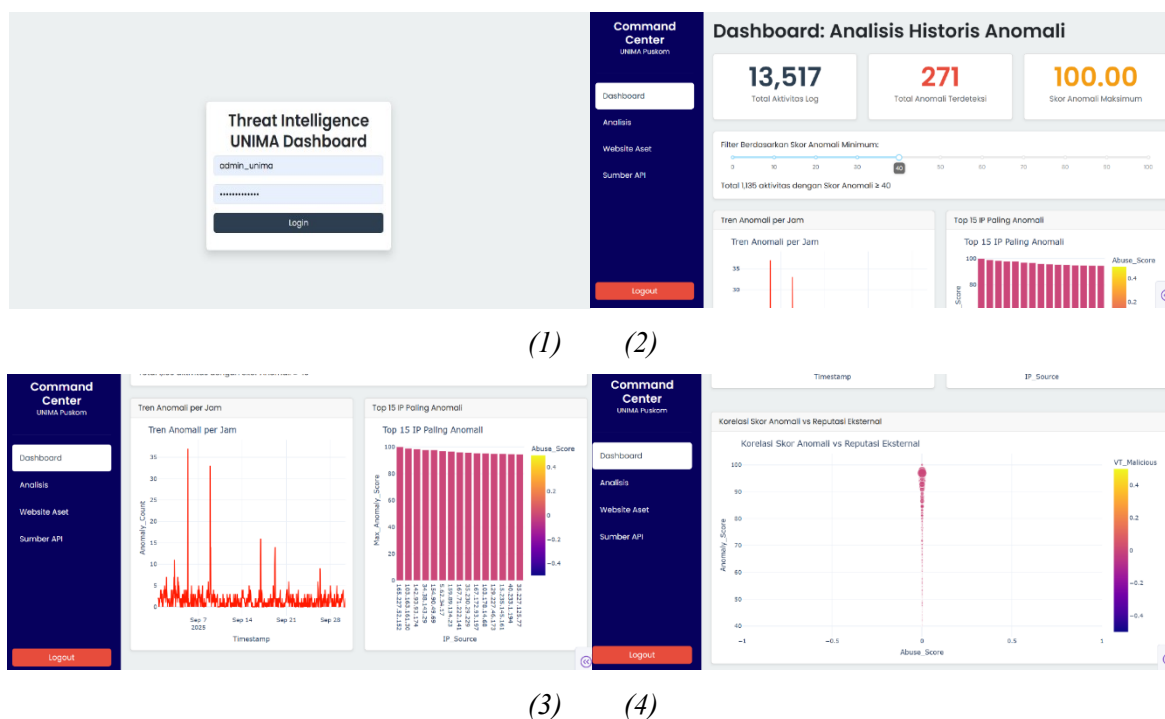 Threat Intelligence
UNIMA Dashboard
admin_unima
Login
Command
Center
UNIMA Puskom
Dashboard
Analisis
Website Aset
Sumber API
Logout
Dashboard: Analisis Historis Anomali
13,517
Total Aktivitas Log
271
Total Anomali Terdeteksi
100.00
Skor Anomali Maksimum
Filter Berdasarkan Skor Anomali Minimum:
0 10 20 30 40 50 60 70 80 90 100
Total 1,135 aktivitas dengan Skor Anomali ≥ 40
Tren Anomali per Jam
Tren Anomali per Jam
35
30
Top 15 IP Paling Anomali
Top 15 IP Paling Anomali
100
80
Abuse_Score
0.4
0.2
(1) (2)
Command
Center
UNIMA Puskom
Dashboard
Analisis
Website Aset
Sumber API
Logout
Tren Anomali per Jam
Tren Anomali per Jam
Anomaly_Count
35
30
25
20
15
10
5
0
Sep 7
2025
Sep 14
Sep 21
Sep 28
Timestamp
Top 15 IP Paling Anomali
Top 15 IP Paling Anomali
Max_Anomaly_Score
100
80
60
40
20
0
IP_Source
Abuse_Score
0.4
0.2
0
−0.2
−0.4
Command
Center
UNIMA Puskom
Dashboard
Analisis
Website Aset
Sumber API
Logout
Timestamp
IP_Source
Korelasi Skor Anomali vs Reputasi Eksternal
Korelasi Skor Anomali vs Reputasi Eksternal
Anomaly_Score
100
90
80
70
60
50
40
−1 −0.5 0 0.5 1
Abuse_Score
VT_Malicious
0.4
0.2
0
−0.2
−0.4
(3) (4)